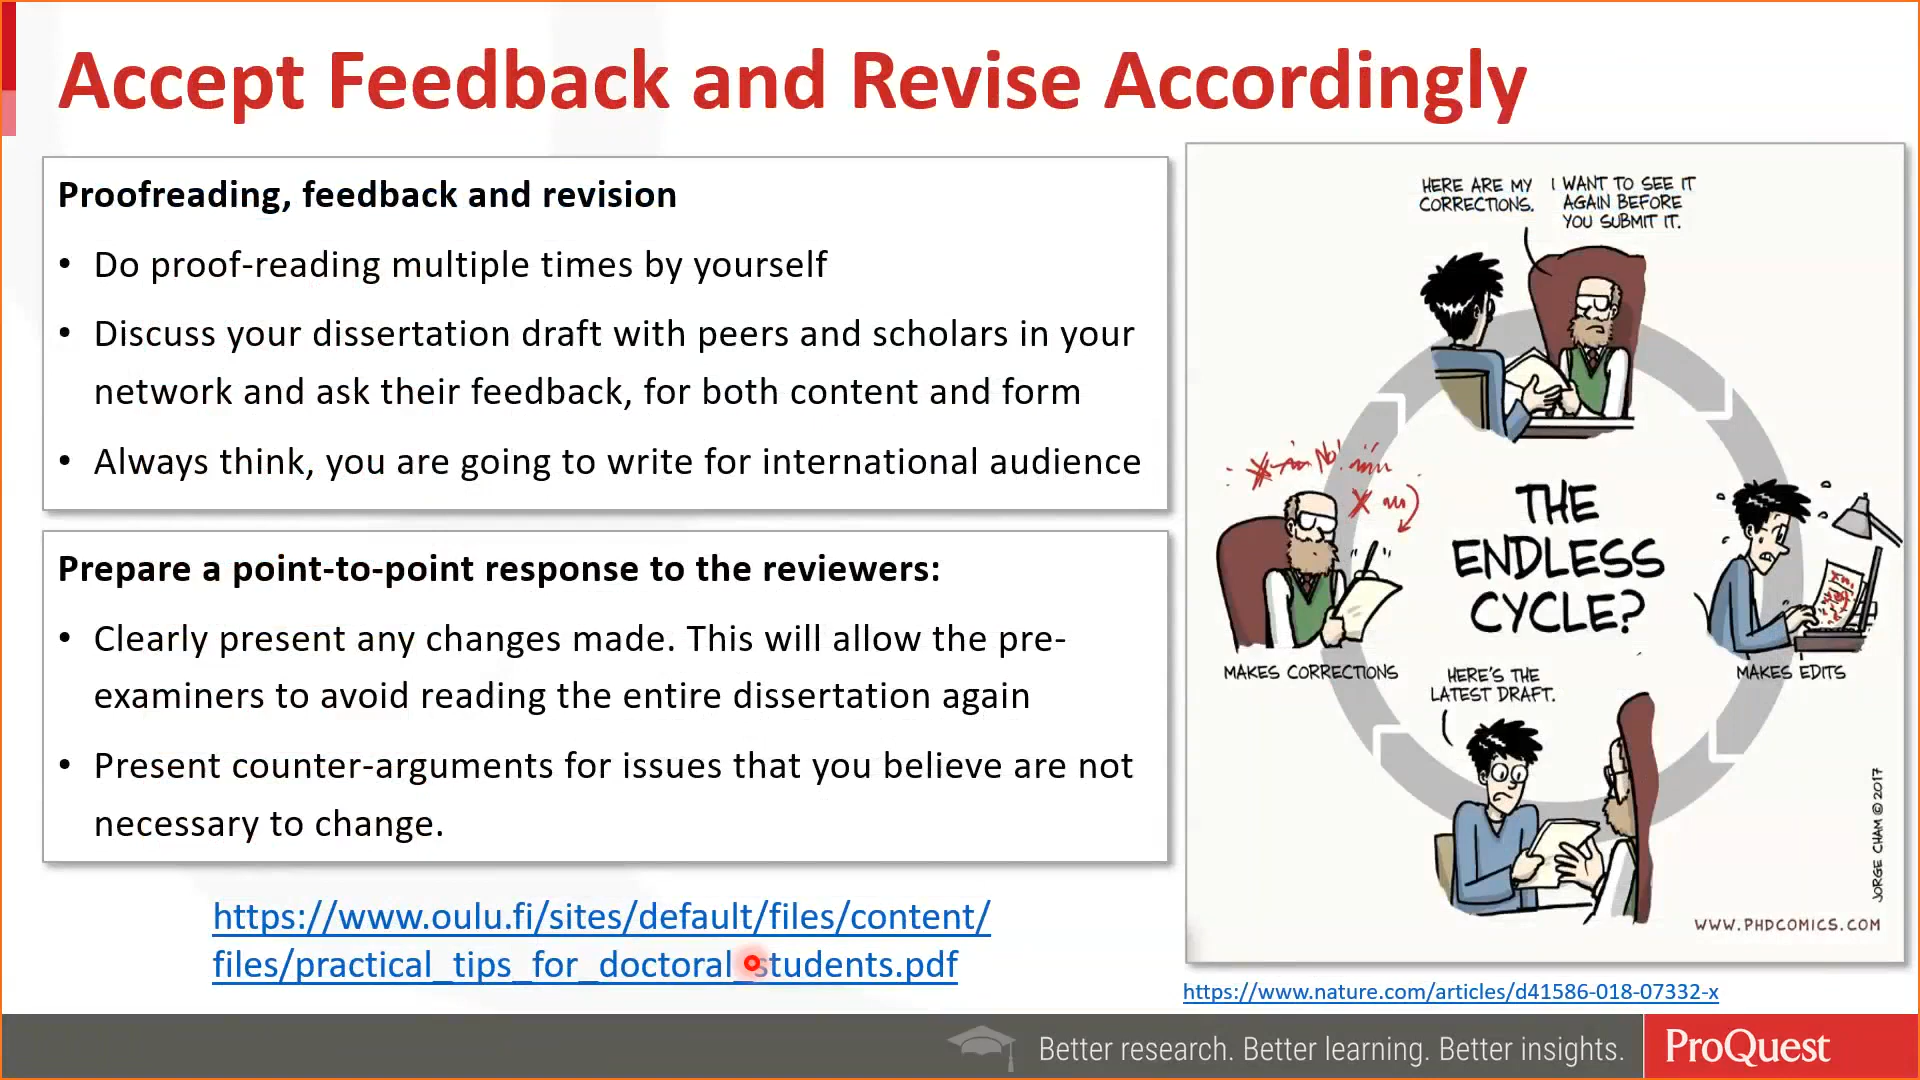 Accept Feedback and Revise Accordingly
Proofreading, feedback and revision
• Do proof-reading multiple times by yourself
• Discuss your dissertation draft with peers and scholars in your
network and ask their feedback, for both content and form
• Always think, you are going to write for international audience
Prepare a point-to-point response to the reviewers:
• Clearly present any changes made. This will allow the pre-
examiners to avoid reading the entire dissertation again
• Present counter-arguments for issues that you believe are not
necessary to change.
https://www.oulu.fi/sites/default/files/content/
files/practical_tips_for_doctoral_students.pdf
HERE ARE MY
CORRECTIONS.
I WANT TO SEE IT
AGAIN BEFORE
YOU SUBMIT IT.
No!
THE
ENDLESS
CYCLE?
MAKES CORRECTIONS
MAKES EDITS
HERE'S THE
LATEST DRAFT.
JORGE CHAM © 2017
WWW.PHDCOMICS.COM
https://www.nature.com/articles/d41586-018-07332-x
Better research. Better learning. Better insights.
ProQuest